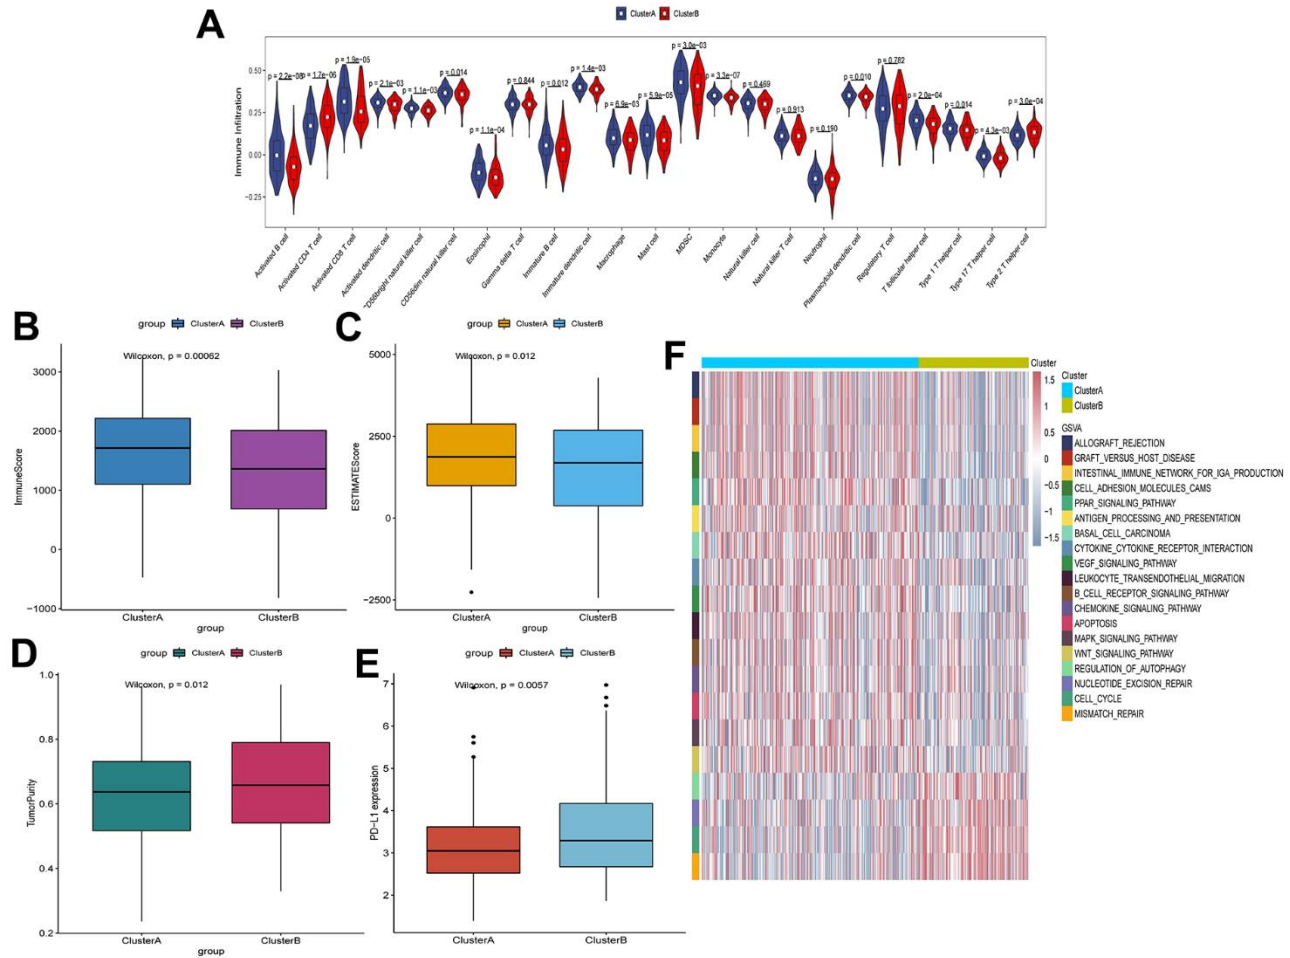 A
ClusterA ClusterB
Immune Infiltration
0.50
0.25
0.00
−0.25
p = 2.2e−08
p = 1.7e−06
p = 1.9e−05
p = 2.1e−03
p = 1.1e−03
p = 0.014
p = 1.1e−04
p = 0.844
p = 0.012
p = 1.4e−03
p = 6.9e−03
p = 5.9e−05
p = 3.0e−03
p = 3.3e−07
p = 0.469
p = 0.913
p = 0.190
p = 0.010
p = 0.782
p = 2.0e−04
p = 0.014
p = 4.3e−03
p = 3.0e−04
Activated B cell
Activated CD4 T cell
Activated CD8 T cell
Activated dendritic cell
CD56bright natural killer cell
CD56dim natural killer cell
Eosinophil
Gamma delta T cell
Immature B cell
Immature dendritic cell
Macrophage
Mast cell
MDSC
Monocyte
Natural killer cell
Natural killer T cell
Neutrophil
Plasmacytoid dendritic cell
Regulatory T cell
T follicular helper cell
Type 1 T helper cell
Type 17 T helper cell
Type 2 T helper cell
B
group ClusterA ClusterB
Wilcoxon, p = 0.00062
ImmuneScore
3000
2000
1000
0
−1000
ClusterA ClusterB
group
C
group ClusterA ClusterB
Wilcoxon, p = 0.012
ESTIMATEScore
5000
2500
0
−2500
ClusterA ClusterB
group
D
group ClusterA ClusterB
Wilcoxon, p = 0.012
TumorPurity
1.0
0.8
0.6
0.4
0.2
ClusterA ClusterB
group
E
group ClusterA ClusterB
Wilcoxon, p = 0.0057
PD−L1 expression
7
6
5
4
3
2
ClusterA ClusterB
group
F
Cluster
1.5
1
0.5
0
−0.5
−1
−1.5
Cluster
ClusterA
ClusterB
GSVA
ALLOGRAFT_REJECTION
GRAFT_VERSUS_HOST_DISEASE
INTESTINAL_IMMUNE_NETWORK_FOR_IGA_PRODUCTION
CELL_ADHESION_MOLECULES_CAMS
PPAR_SIGNALING_PATHWAY
ANTIGEN_PROCESSING_AND_PRESENTATION
BASAL_CELL_CARCINOMA
CYTOKINE_CYTOKINE_RECEPTOR_INTERACTION
VEGF_SIGNALING_PATHWAY
LEUKOCYTE_TRANSENDOTHELIAL_MIGRATION
B_CELL_RECEPTOR_SIGNALING_PATHWAY
CHEMOKINE_SIGNALING_PATHWAY
APOPTOSIS
MAPK_SIGNALING_PATHWAY
WNT_SIGNALING_PATHWAY
REGULATION_OF_AUTOPHAGY
NUCLEOTIDE_EXCISION_REPAIR
CELL_CYCLE
MISMATCH_REPAIR